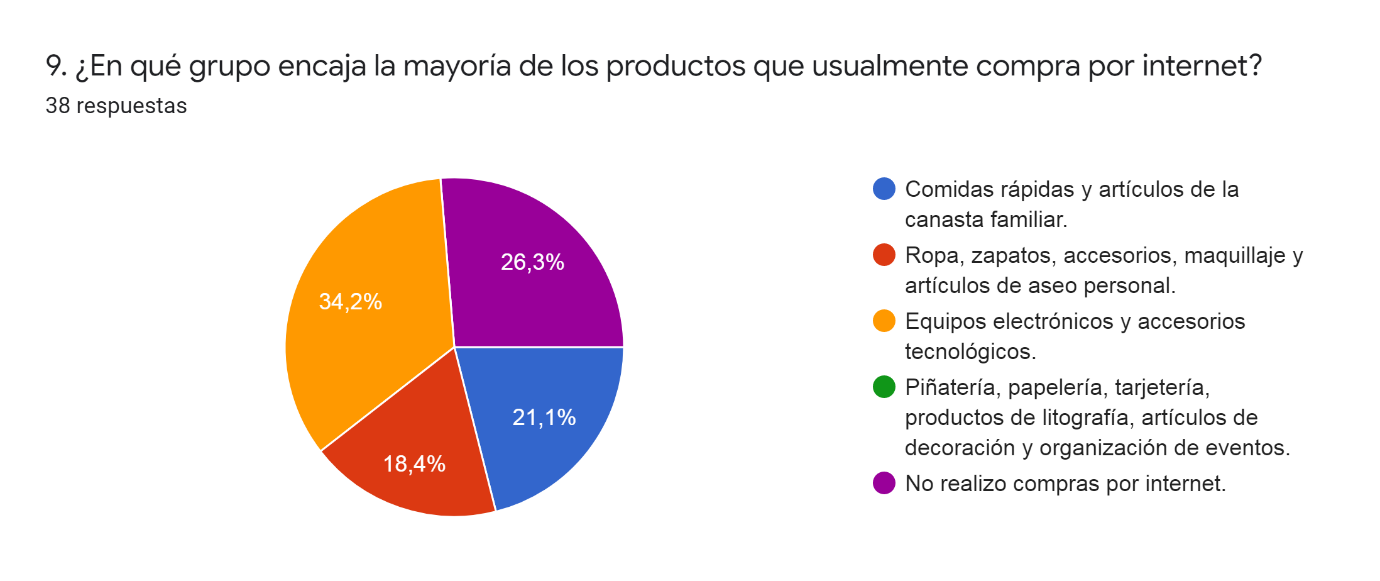 9. ¿En qué grupo encaja la mayoría de los productos que usualmente compra por internet?
38 respuestas
26,3%
34,2%
21,1%
18,4%
Comidas rápidas y artículos de la
canasta familiar.
Ropa, zapatos, accesorios, maquillaje y
artículos de aseo personal.
Equipos electrónicos y accesorios
tecnológicos.
Piñatería, papelería, tarjetería,
productos de litografía, artículos de
decoración y organización de eventos.
No realizo compras por internet.